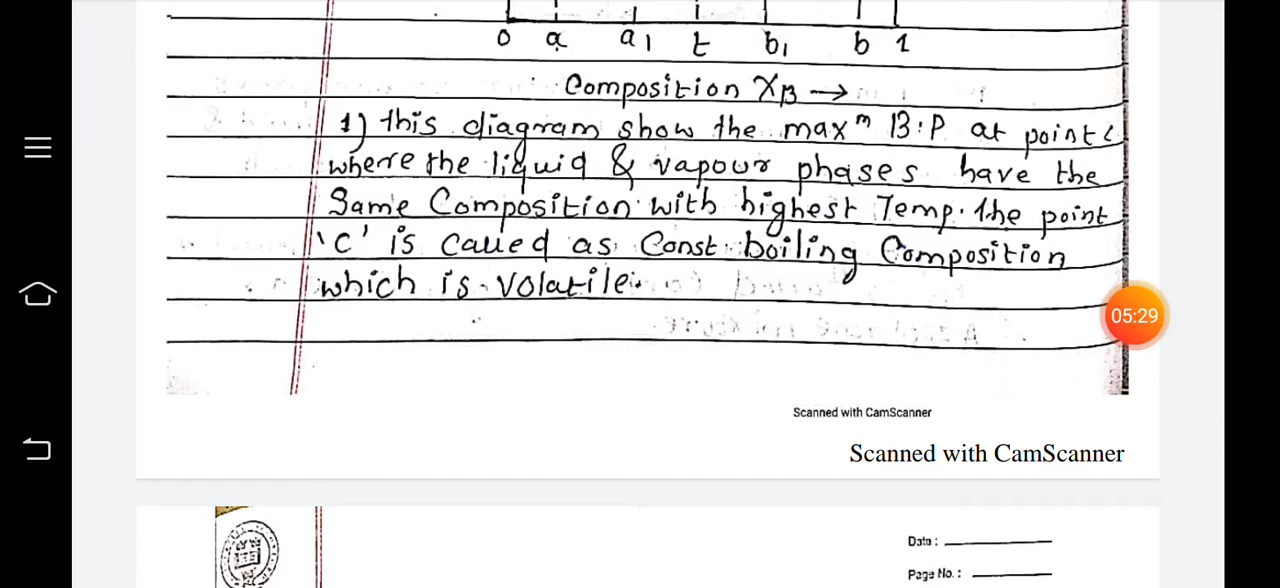 0 a a1 t b1 b 1
Composition XB →
1) this diagram show the maxᵐ B.P at point c
where the liquid & vapour phases have the
Same Composition with highest Temp. the point
'C' is called as Const. boiling Composition
which is volatile.
05:29
Scanned with CamScanner
Scanned with CamScanner
Date :
Page No. :